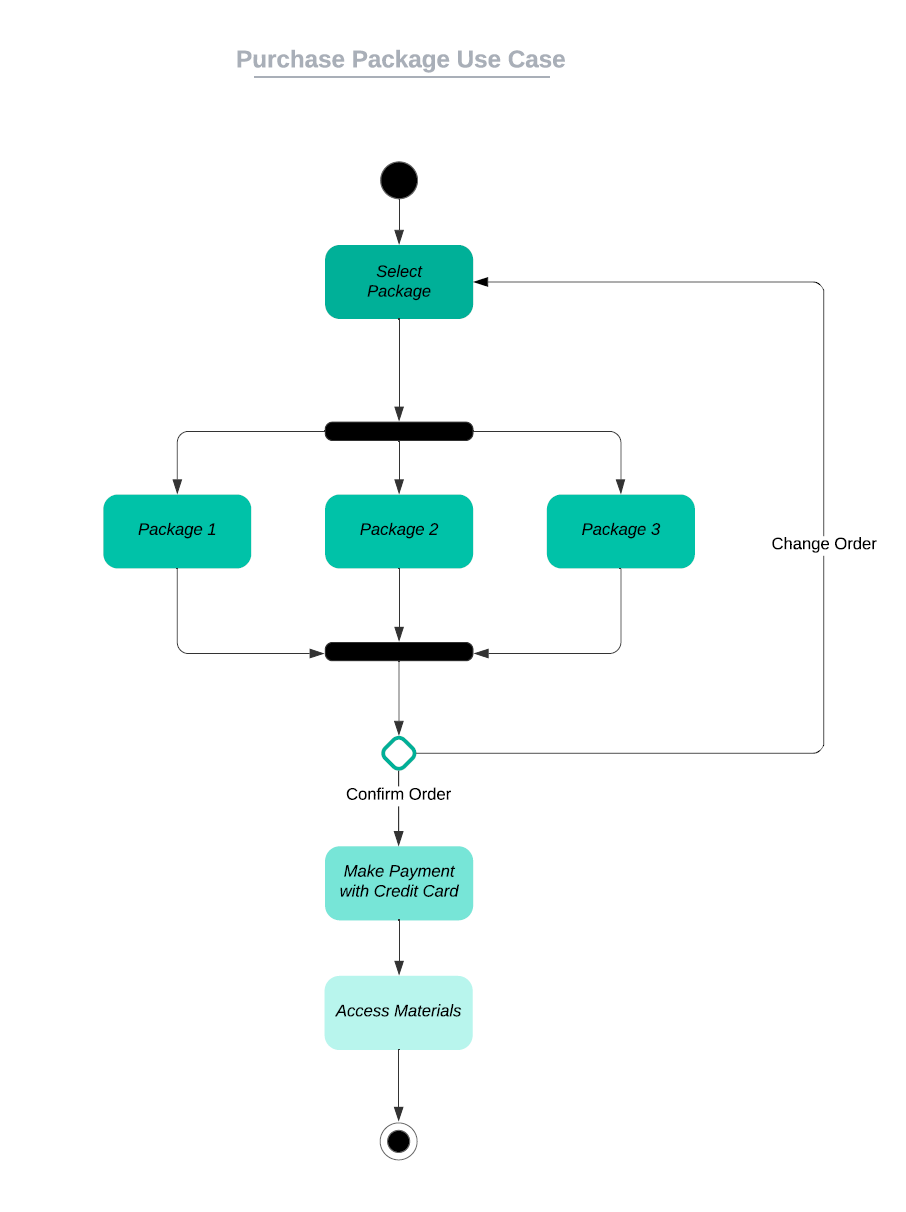 Purchase Package Use Case
Select
Package
Package 1
Package 2
Package 3
Change Order
Confirm Order
Make Payment
with Credit Card
Access Materials